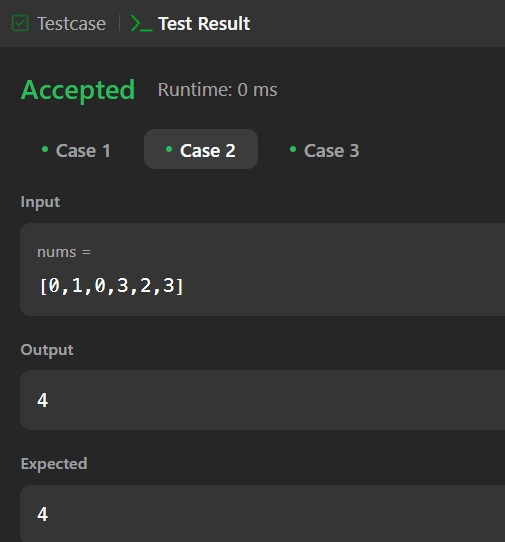 Testcase
Test Result
Accepted Runtime: 0 ms
Case 1 Case 2 Case 3
Input
nums =
[0,1,0,3,2,3]
Output
4
Expected
4